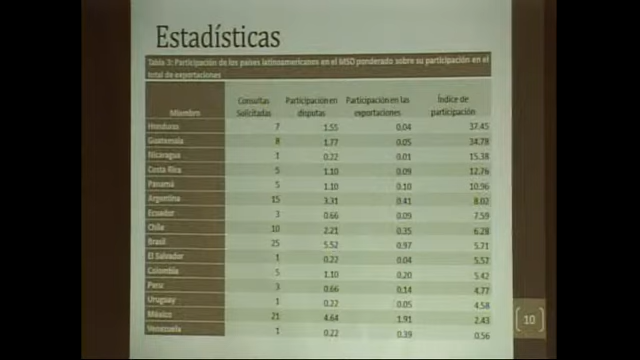 Estadísticas
Tabla 3: Participación de los países latinoamericanos en el MSD ponderado sobre su participación en el
total de exportaciones
Miembro Consultas Solicitadas Participación en disputas Participación en las exportaciones Índice de participación
Honduras 7 1.55 0.04 37.45
Guatemala 8 1.77 0.05 34.78
Nicaragua 1 0.22 0.01 15.38
Costa Rica 5 1.10 0.09 12.76
Panamá 5 1.10 0.10 10.96
Argentina 15 3.31 0.41 8.02
Ecuador 3 0.66 0.09 7.59
Chile 10 2.21 0.35 6.28
Brasil 25 5.52 0.97 5.71
El Salvador 1 0.22 0.04 5.52
Colombia 5 1.10 0.20 5.42
Peru 3 0.66 0.14 4.77
Uruguay 1 0.22 0.05 4.58
México 21 4.64 1.91 2.43
Venezuela 1 0.22 0.39 0.56
10